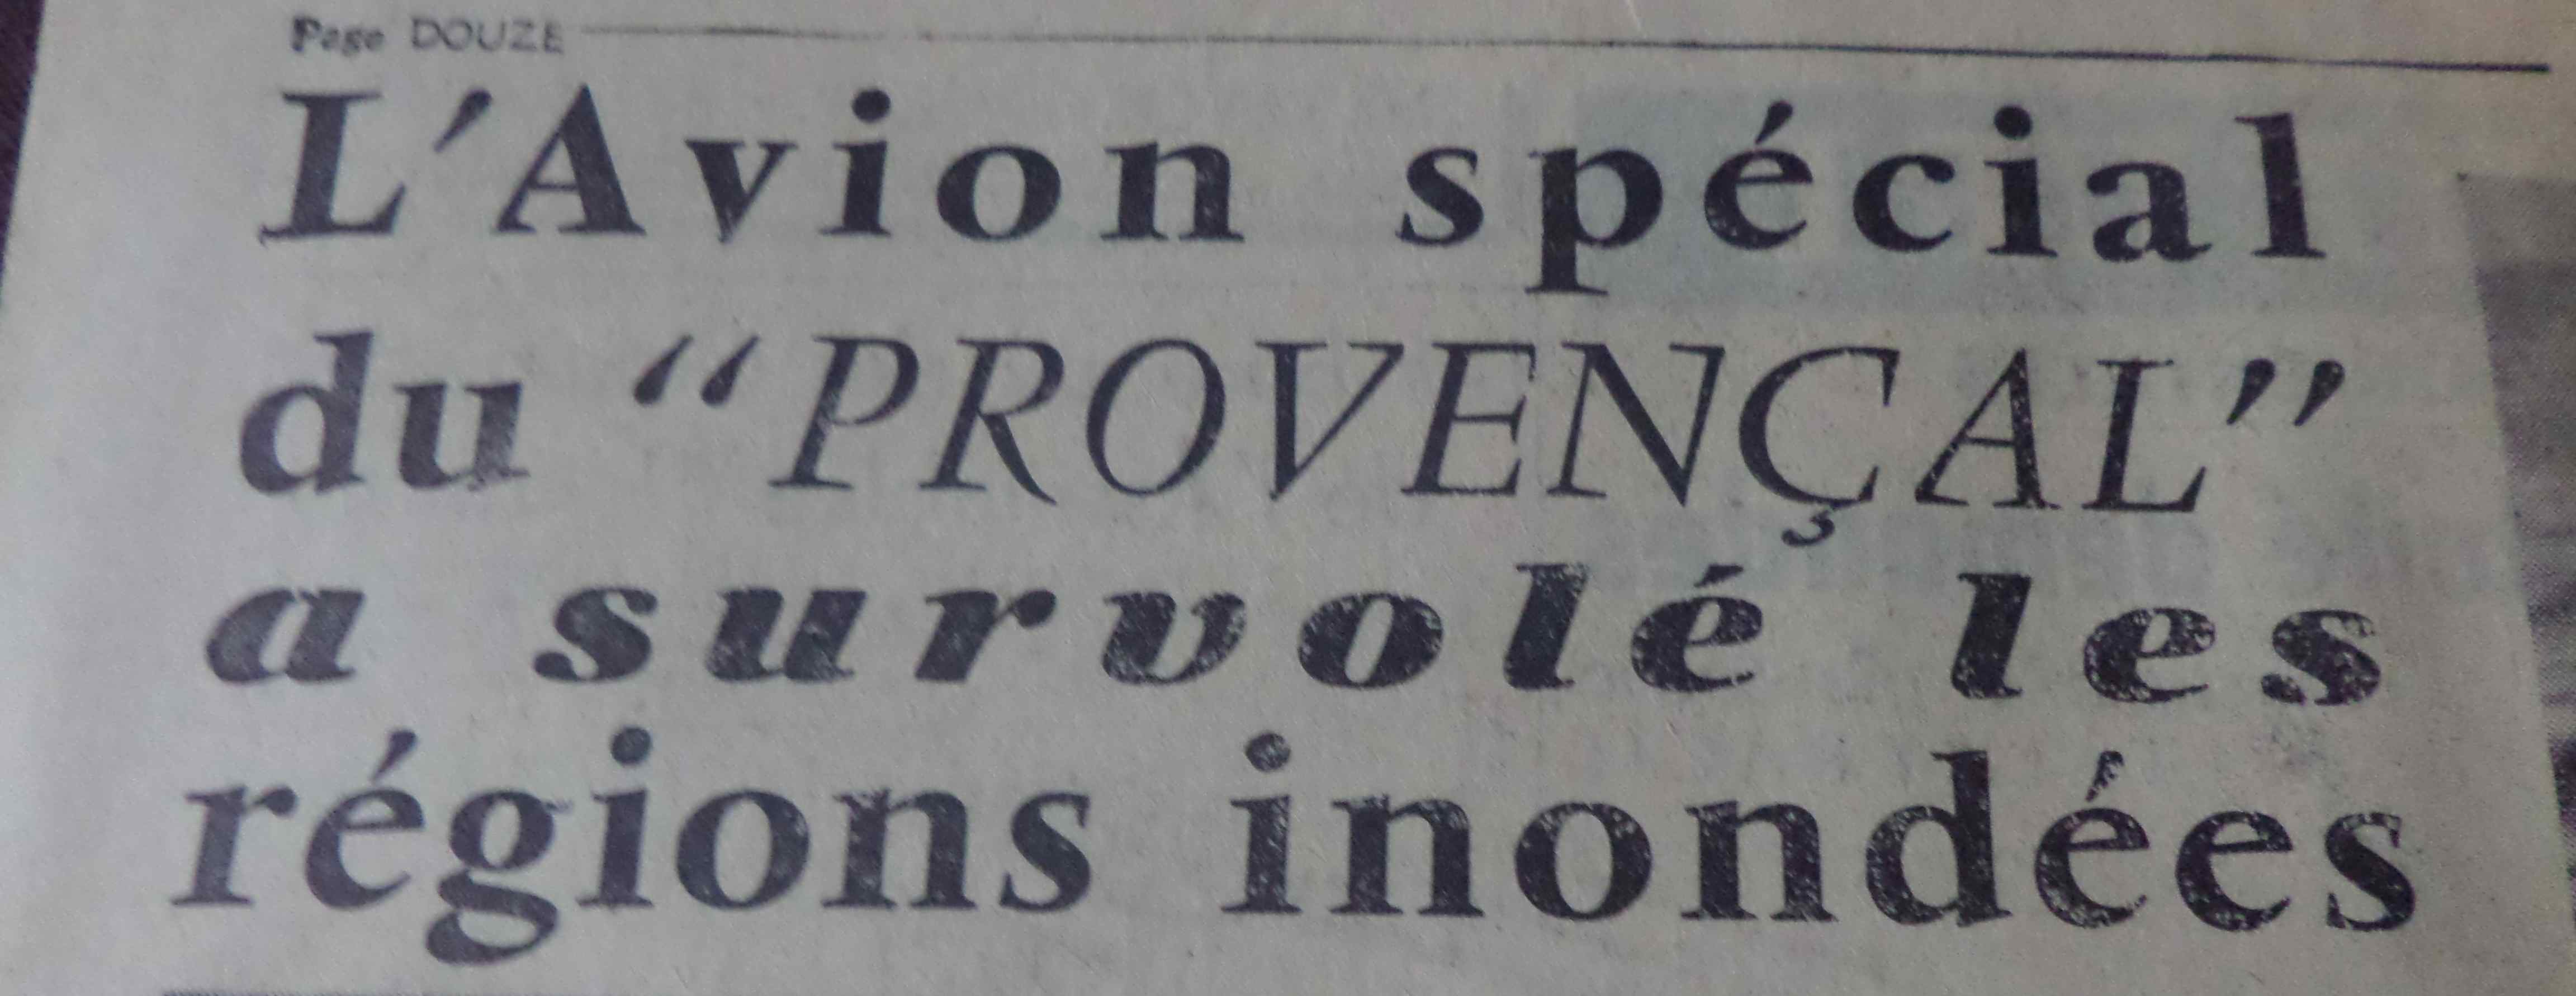 Page DOUZE
L'Avion spécial
du “PROVENÇAL”
a survolé les
régions inondées